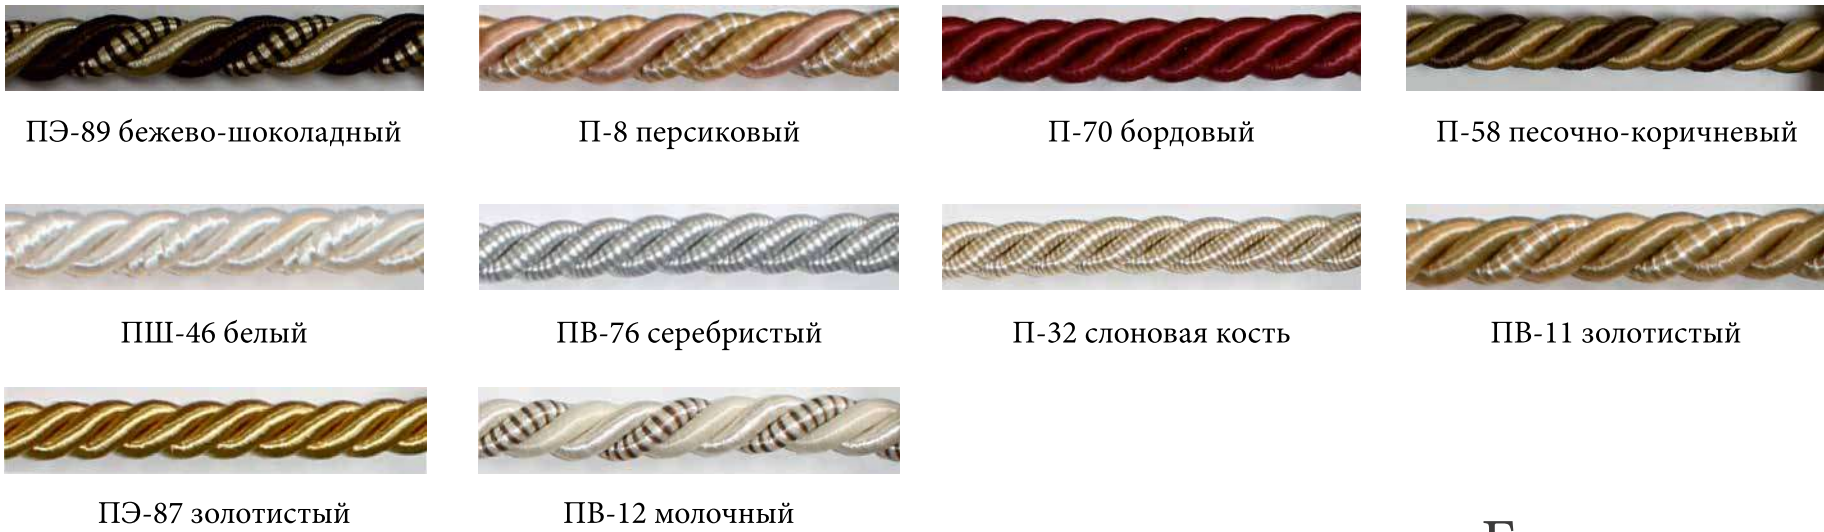 ПЭ-89 бежево-шоколадный
П-8 персиковый
П-70 бордовый
П-58 песочно-коричневый
ПШ-46 белый
ПВ-76 серебристый
П-32 слоновая кость
ПВ-11 золотистый
ПЭ-87 золотистый
ПВ-12 молочный